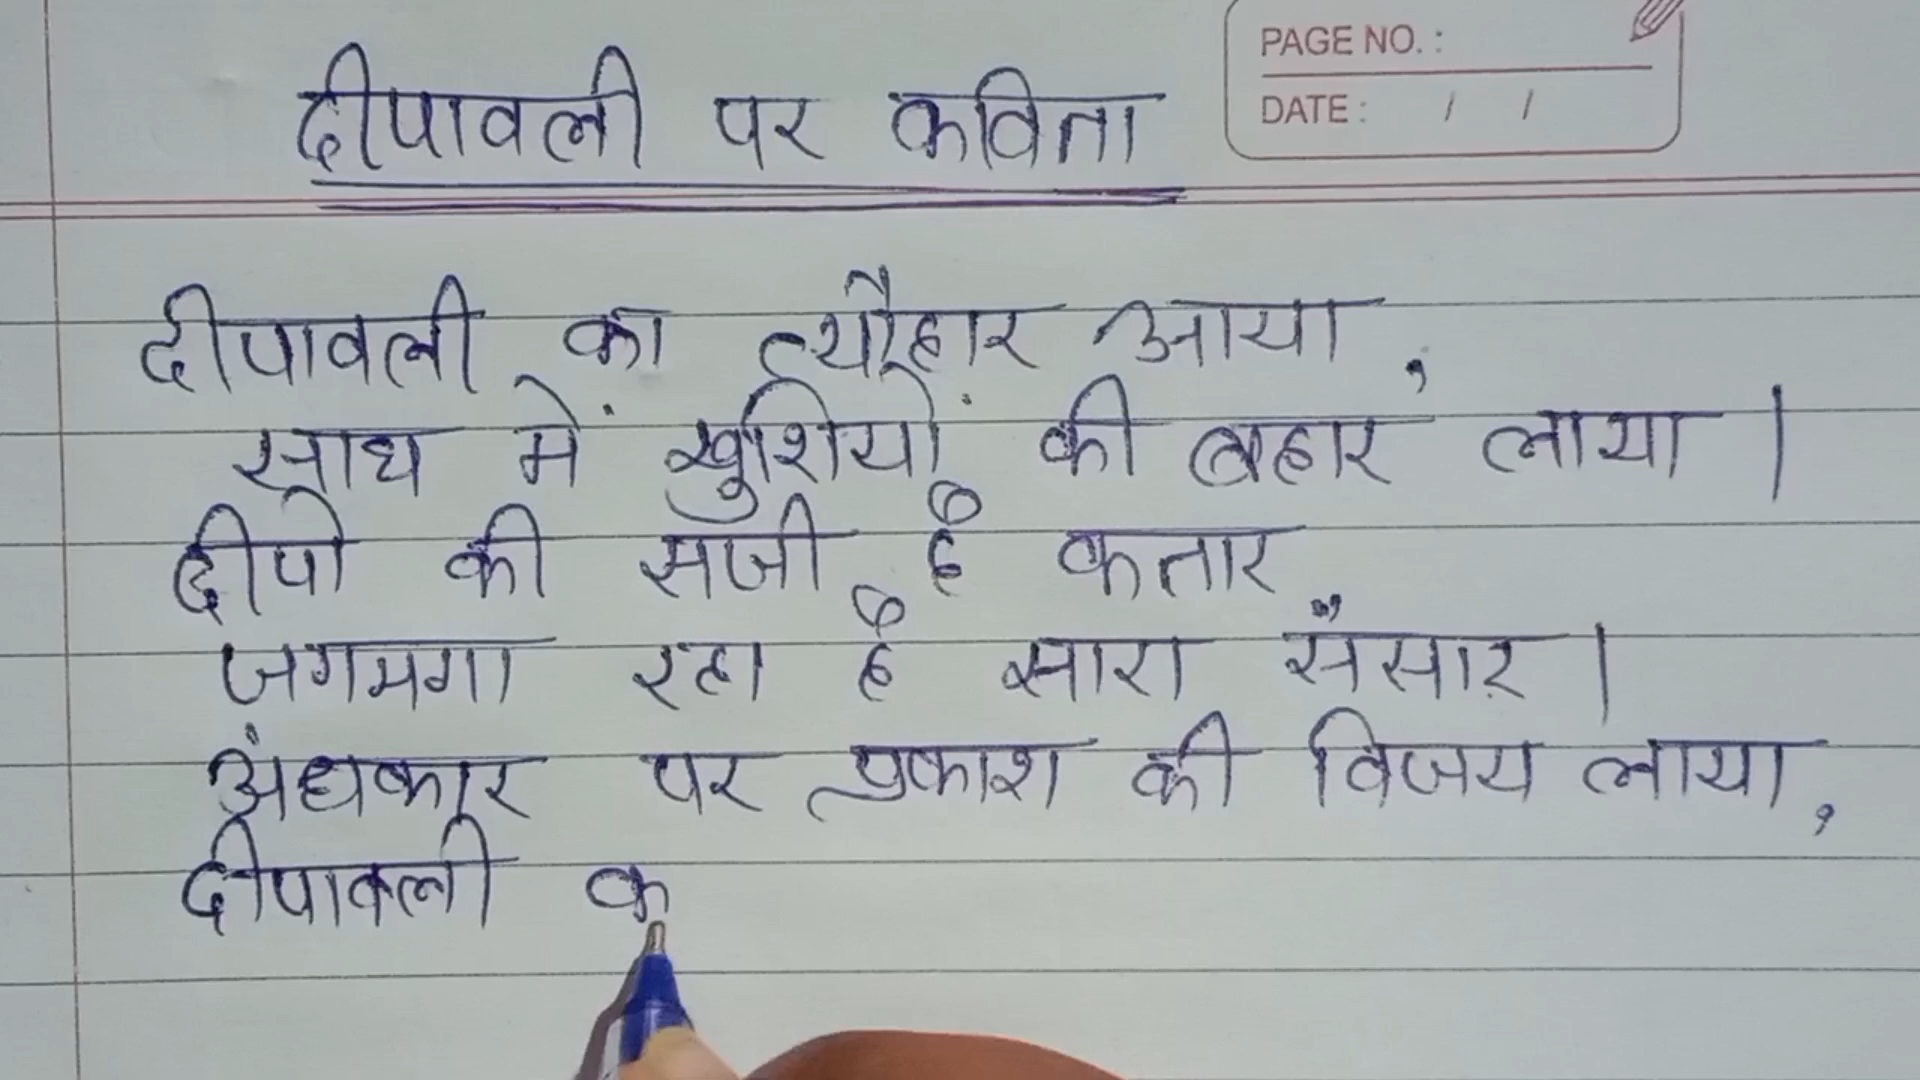 PAGE NO. :
DATE : / /
दीपावली पर कविता
दीपावली का त्यौहार आया,
साथ में खुशियों की बहार लाया।
दीपो की सजी है कतार
जगमगा रहा है सारा संसार।
अंधकार पर प्रकाश की विजय लाया,
दीपावली क